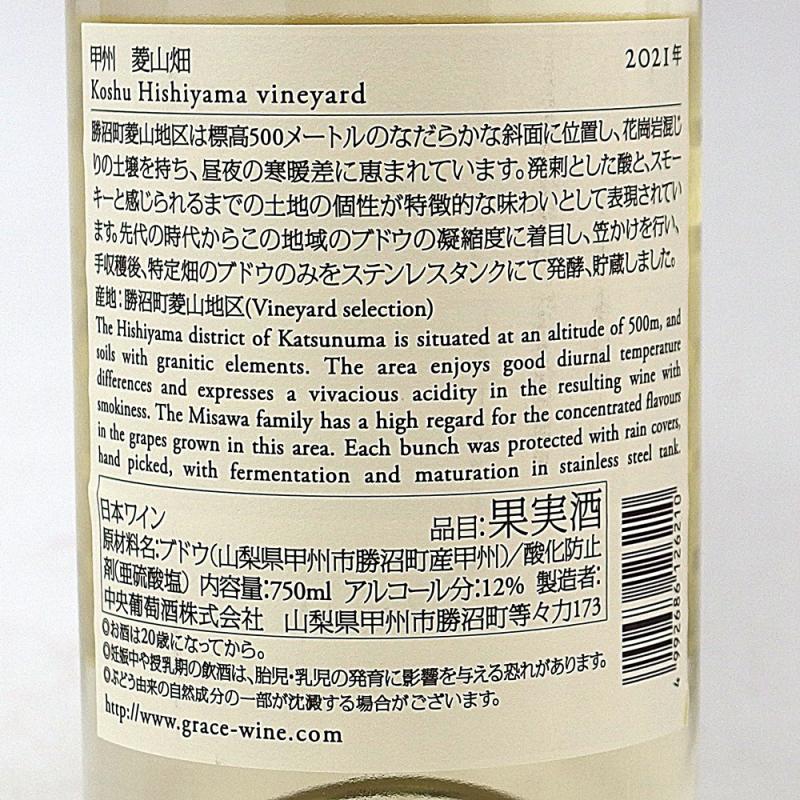 甲州 菱山畑 2021年
Koshu Hishiyama vineyard
勝沼町菱山地区は標高500メートルのなだらかな斜面に位置し、花崗岩混じ
りの土壌を持ち、昼夜の寒暖差に恵まれています。発刺とした酸と、スモー
キーと感じられるまでの土地の個性が特徴的な味わいとして表現されてい
ます。先代の時代からこの地域のブドウの凝縮度に着目し、笠かけを行い、
手収穫後、特定畑のブドウのみをステンレスタンクにて発酵、貯蔵しました。
産地:勝沼町菱山地区(Vineyard selection)
The Hishiyama district of Katsunuma is situated at an altitude of 500m, and
soils with granitic elements. The area enjoys good diurnal temperature
differences and expresses a vivacious acidity in the resulting wine with
smokiness. The Misawa family has a high regard for the concentrated flavours
in the grapes grown in this area. Each bunch was protected with rain covers,
hand picked, with fermentation and maturation in stainless steel tank.
日本ワイン 品目:果実酒
原材料名:ブドウ(山梨県甲州市勝沼町産甲州)/酸化防止
剤(亜硫酸塩) 内容量:750ml アルコール分:12% 製造者:
中央葡萄酒株式会社 山梨県甲州市勝沼町等々力173
●お酒は20歳になってから。
●妊娠中や授乳期の飲酒は、胎児・乳児の発育に影響を与える恐れがあります。
●ぶどう由来の自然成分の一部が沈澱する場合がございます。
http://www.grace-wine.com
4 992686 126210